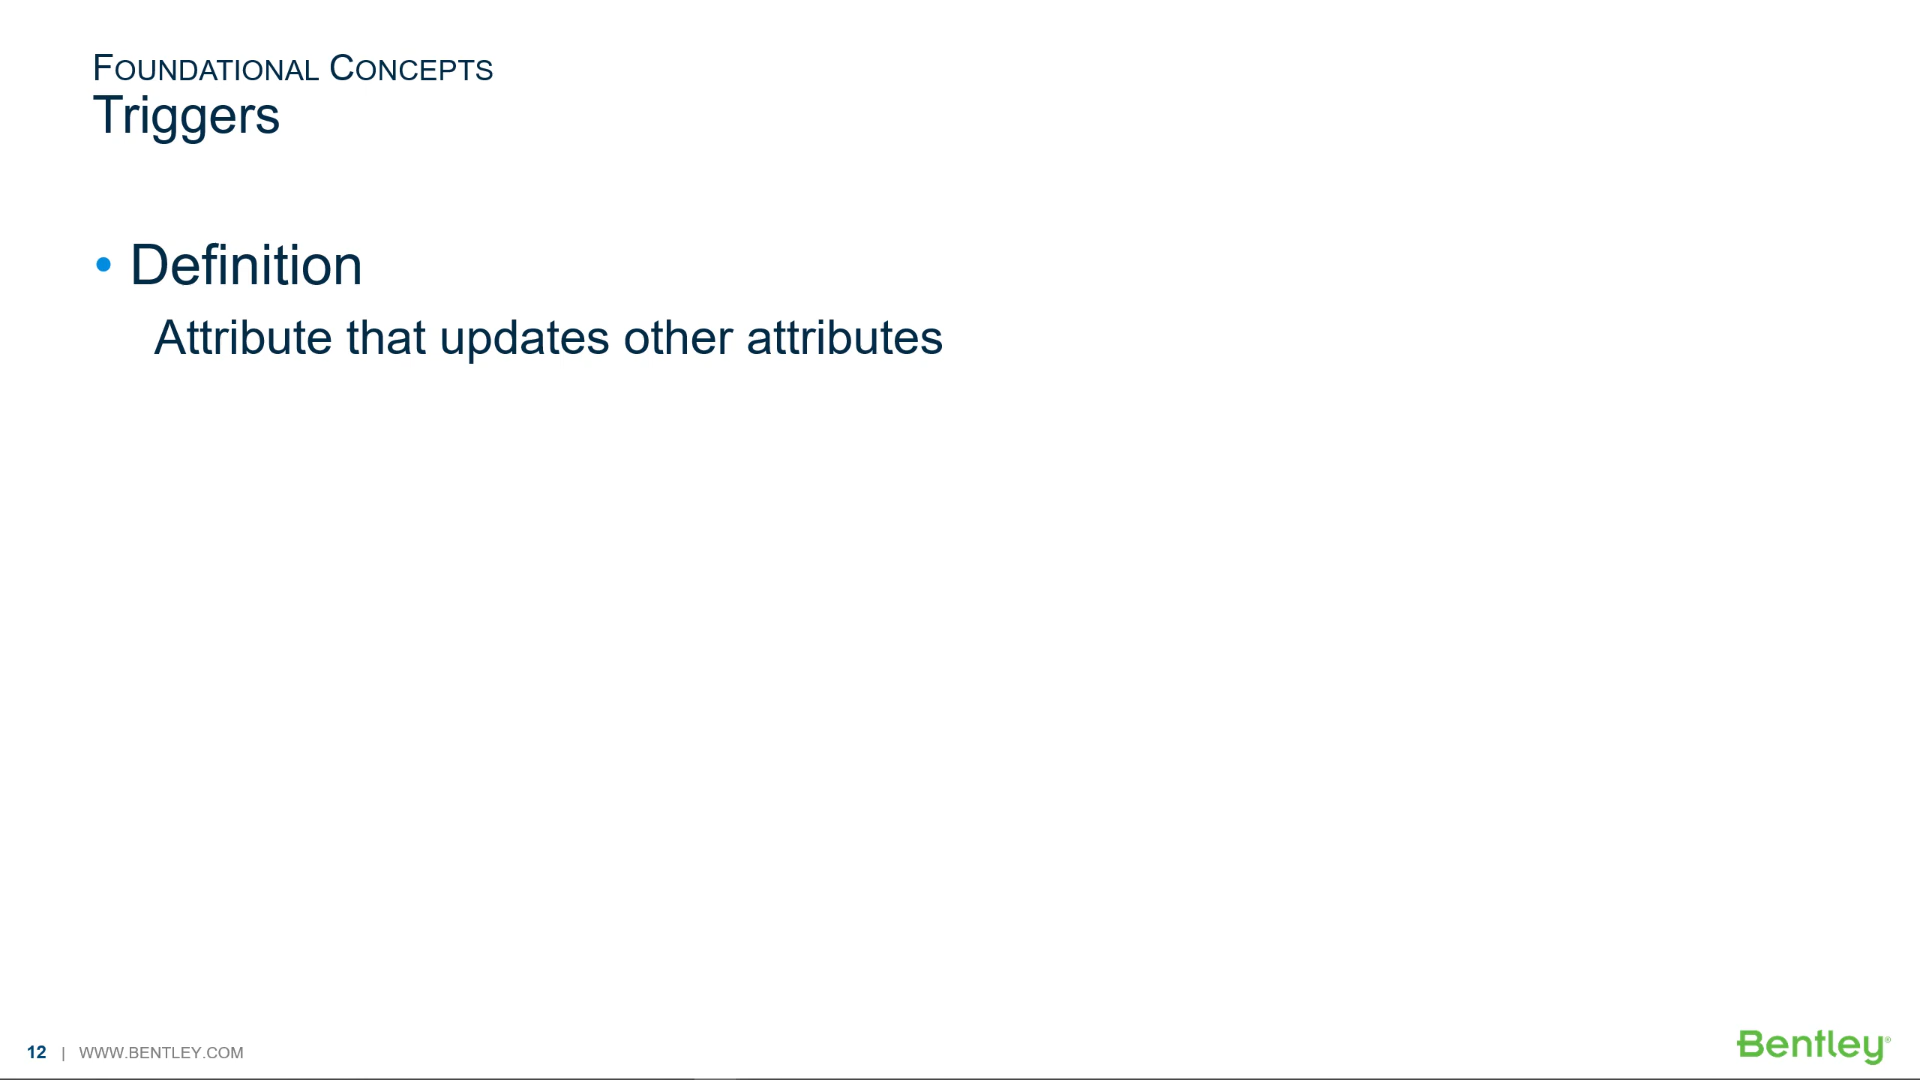 FOUNDATIONAL CONCEPTS
Triggers
• Definition
Attribute that updates other attributes
12 | WWW.BENTLEY.COM
Bentley®